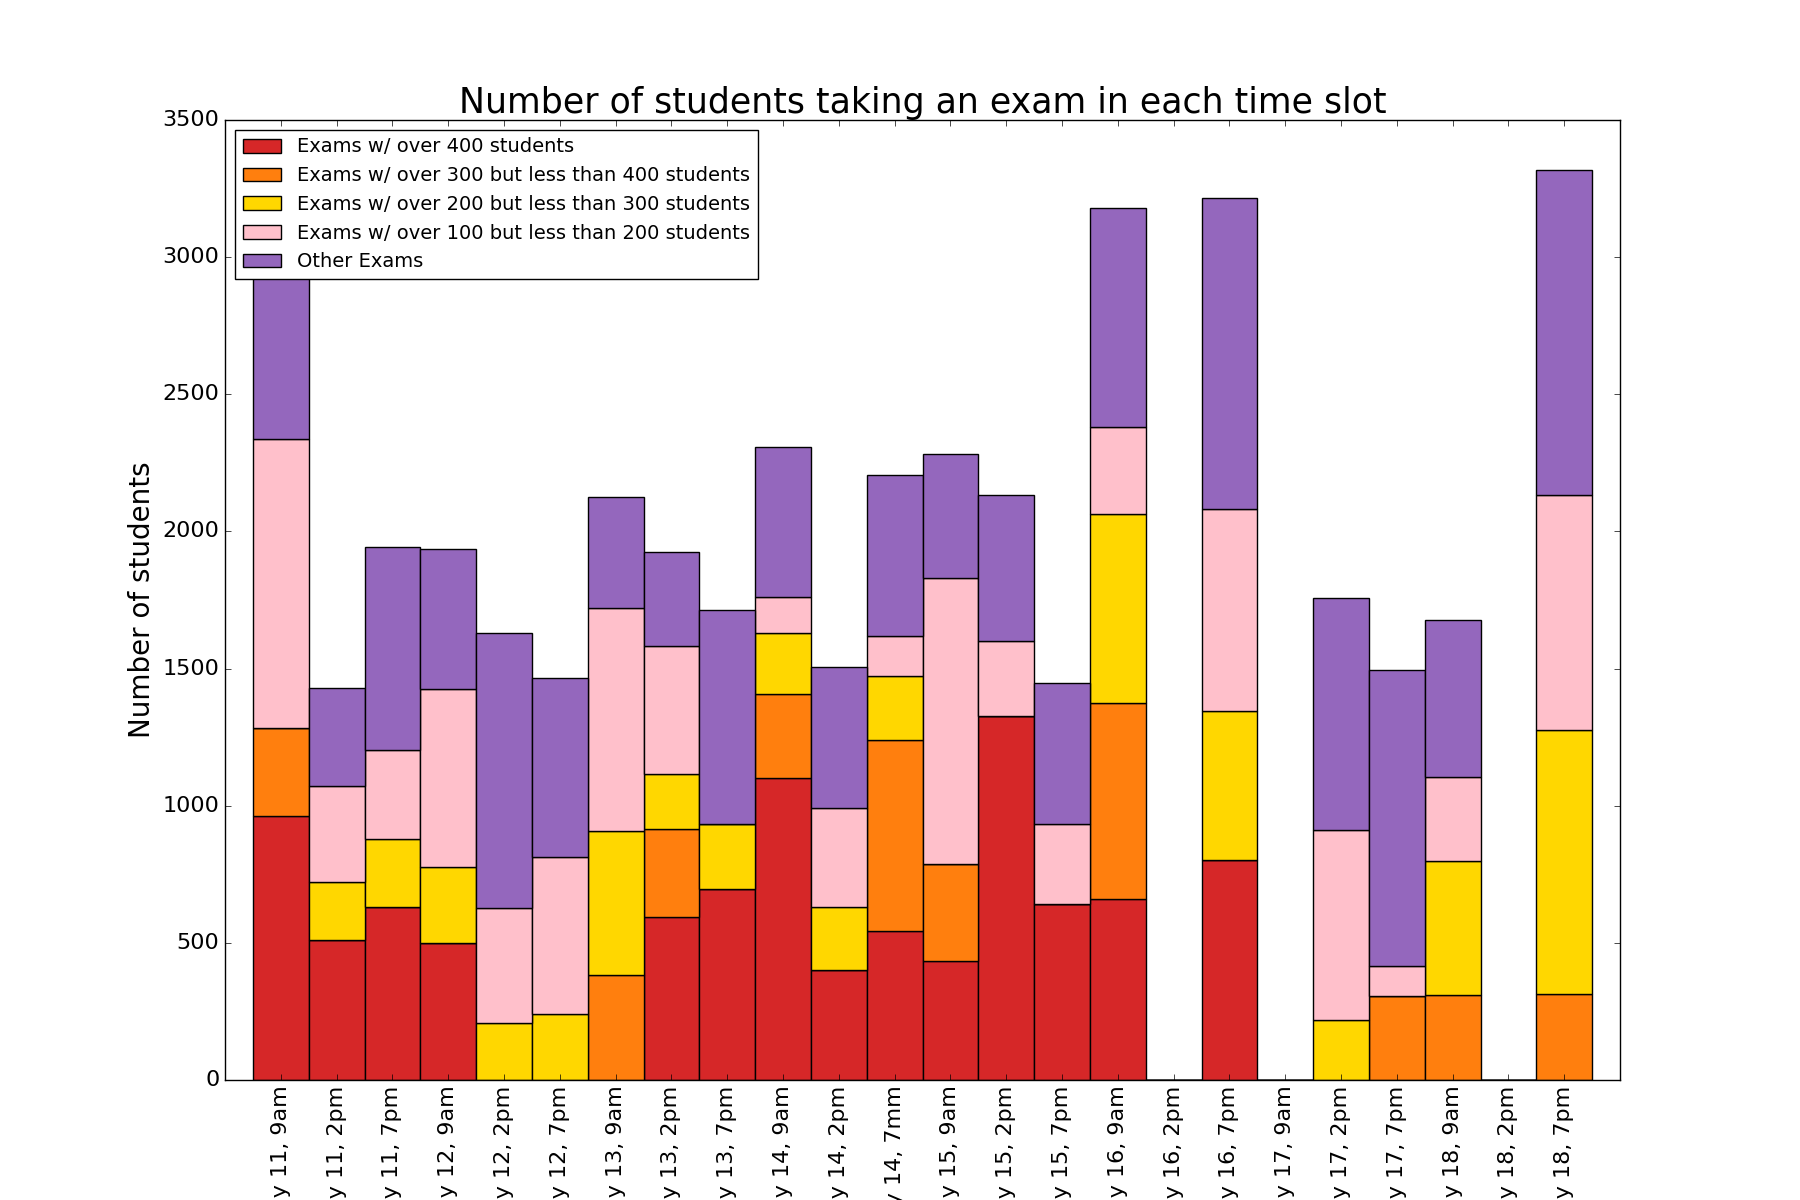 Number of students taking an exam in each time slot
Exams w/ over 400 students
Exams w/ over 300 but less than 400 students
Exams w/ over 200 but less than 300 students
Exams w/ over 100 but less than 200 students
Other Exams
3500
3000
2500
2000
1500
1000
500
0
Number of students
y 11, 9am
y 11, 2pm
y 11, 7pm
y 12, 9am
y 12, 2pm
y 12, 7pm
y 13, 9am
y 13, 2pm
y 13, 7pm
y 14, 9am
y 14, 2pm
y 14, 7mm
y 15, 9am
y 15, 2pm
y 15, 7pm
y 16, 9am
y 16, 2pm
y 16, 7pm
y 17, 9am
y 17, 2pm
y 17, 7pm
y 18, 9am
y 18, 2pm
y 18, 7pm